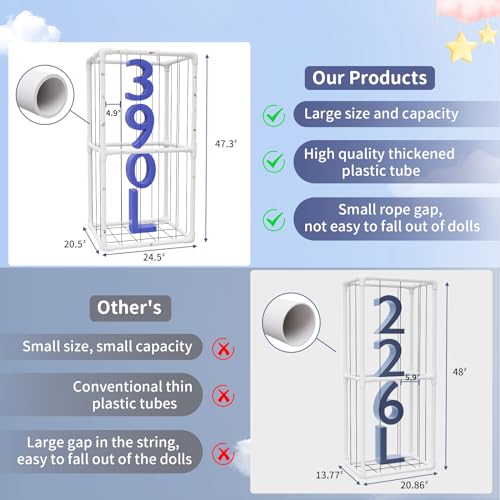 390L
4.9"
47.3"
20.5"
24.5"
Our Products
Large size and capacity
High quality thickened
plastic tube
Small rope gap,
not easy to fall out of dolls
Other's
Small size, small capacity
Conventional thin
plastic tubes
Large gap in the string,
easy to fall out of the dolls
226L
5.9"
48"
13.77"
20.86"